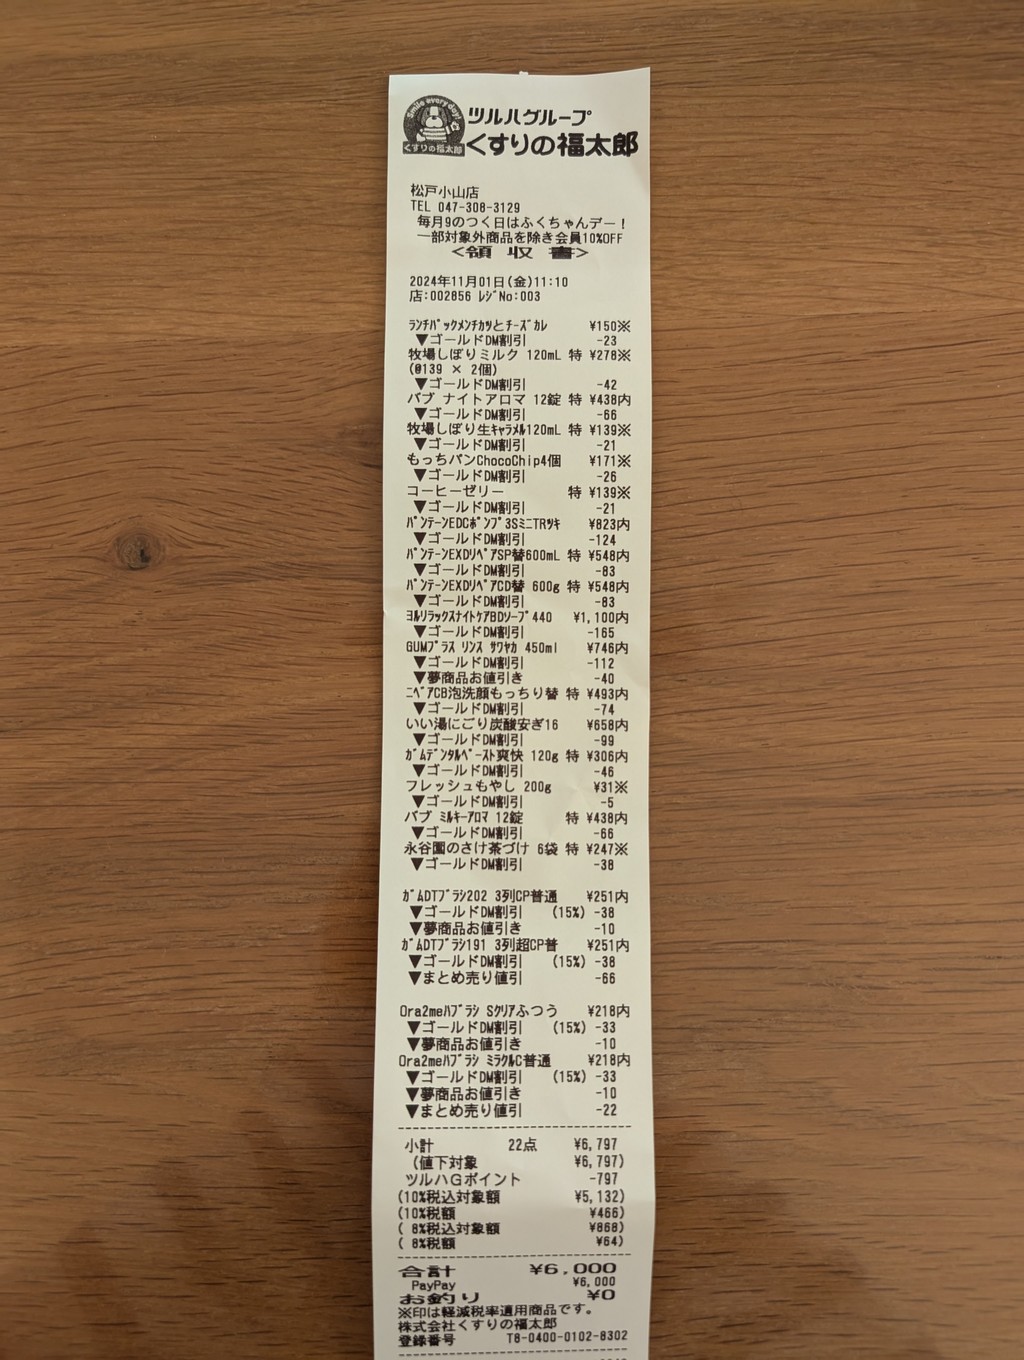 Smile every day!
くすりの福太郎
ツルハグループ
くすりの福太郎
松戸小山店
TEL 047-308-3129
毎月9のつく日はふくちゃんデー！
一部対象外商品を除き会員10%OFF
＜領 収 書＞
2024年11月01日(金)11:10
店:002856 ﾚｼﾞNo:003
ﾗﾝﾁﾊﾟｯｸﾒﾝﾁｶﾂとﾁｰｽﾞｶﾚ ¥150※
▼ゴールドDM割引 -23
牧場しぼりミルク 120mL 特 ¥278※
(@139 × 2個)
▼ゴールドDM割引 -42
バブ ナイトアロマ 12錠 特 ¥438内
▼ゴールドDM割引 -66
牧場しぼり生ｷｬﾗﾒﾙ120mL 特 ¥139※
▼ゴールドDM割引 -21
もっちパンChocoChip4個 ¥171※
▼ゴールドDM割引 -26
コーヒーゼリー 特 ¥139※
▼ゴールドDM割引 -21
ﾊﾟﾝﾃｰﾝEDCﾎﾟﾝﾌﾟ3SﾐﾆTRﾂｷ ¥823内
▼ゴールドDM割引 -124
ﾊﾟﾝﾃｰﾝEXDﾘﾍﾟｱSP替600mL 特 ¥548内
▼ゴールドDM割引 -83
ﾊﾟﾝﾃｰﾝEXDﾘﾍﾟｱCD替 600g 特 ¥548内
▼ゴールドDM割引 -83
ﾖﾙﾘﾗｯｸｽﾅｲﾄｹｱBDｿｰﾌﾟ440 ¥1,100内
▼ゴールドDM割引 -165
GUMﾌﾟﾗｽ ﾘﾝｽ ｻﾜﾔｶ 450ml ¥746内
▼ゴールドDM割引 -112
▼夢商品お値引き -40
ﾆﾍﾞｱCB泡洗顔もっちり替 特 ¥493内
▼ゴールドDM割引 -74
いい湯にごり炭酸安ぎ16 ¥658内
▼ゴールドDM割引 -99
ｶﾞﾑﾃﾞﾝﾀﾙﾍﾟｰｽﾄ爽快 120g 特 ¥306内
▼ゴールドDM割引 -46
フレッシュもやし 200g ¥31※
▼ゴールドDM割引 -5
バブ ﾐﾙｷｰｱﾛﾏ 12錠 特 ¥438内
▼ゴールドDM割引 -66
永谷園のさけ茶づけ 6袋 特 ¥247※
▼ゴールドDM割引 -38
ｶﾞﾑDTﾌﾞﾗｼ202 3列CP普通 ¥251内
▼ゴールドDM割引 (15%) -38
▼夢商品お値引き -10
ｶﾞﾑDTﾌﾞﾗｼ191 3列超CP普 ¥251内
▼ゴールドDM割引 (15%) -38
▼まとめ売り値引 -66
Ora2meﾊﾌﾞﾗｼ Sｸﾘｱふつう ¥218内
▼ゴールドDM割引 (15%) -33
▼夢商品お値引き -10
Ora2meﾊﾌﾞﾗｼ ﾐﾗｸﾙC普通 ¥218内
▼ゴールドDM割引 (15%) -33
▼夢商品お値引き -10
▼まとめ売り値引 -22
小計 22点 ¥6,797
(値下対象 ¥6,797)
ツルハGポイント -797
(10%税込対象額 ¥5,132)
(10%税額 ¥466)
( 8%税込対象額 ¥868)
( 8%税額 ¥64)
合計 ¥6,000
PayPay ¥6,000
お釣り ¥0
※印は軽減税率適用商品です。
株式会社くすりの福太郎
登録番号 T8-0400-0102-8302